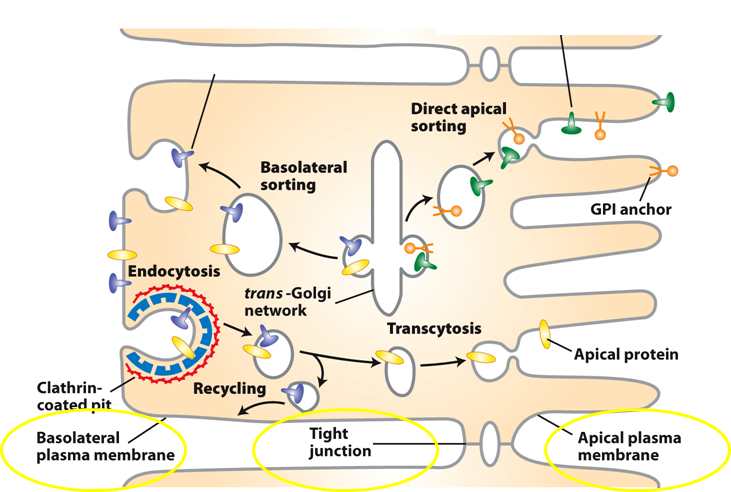 Direct apical
sorting
Basolateral
sorting
GPI anchor
Endocytosis
trans-Golgi
network
Transcytosis
Apical protein
Clathrin-
coated pit
Recycling
Basolateral
plasma membrane
Tight
junction
Apical plasma
membrane